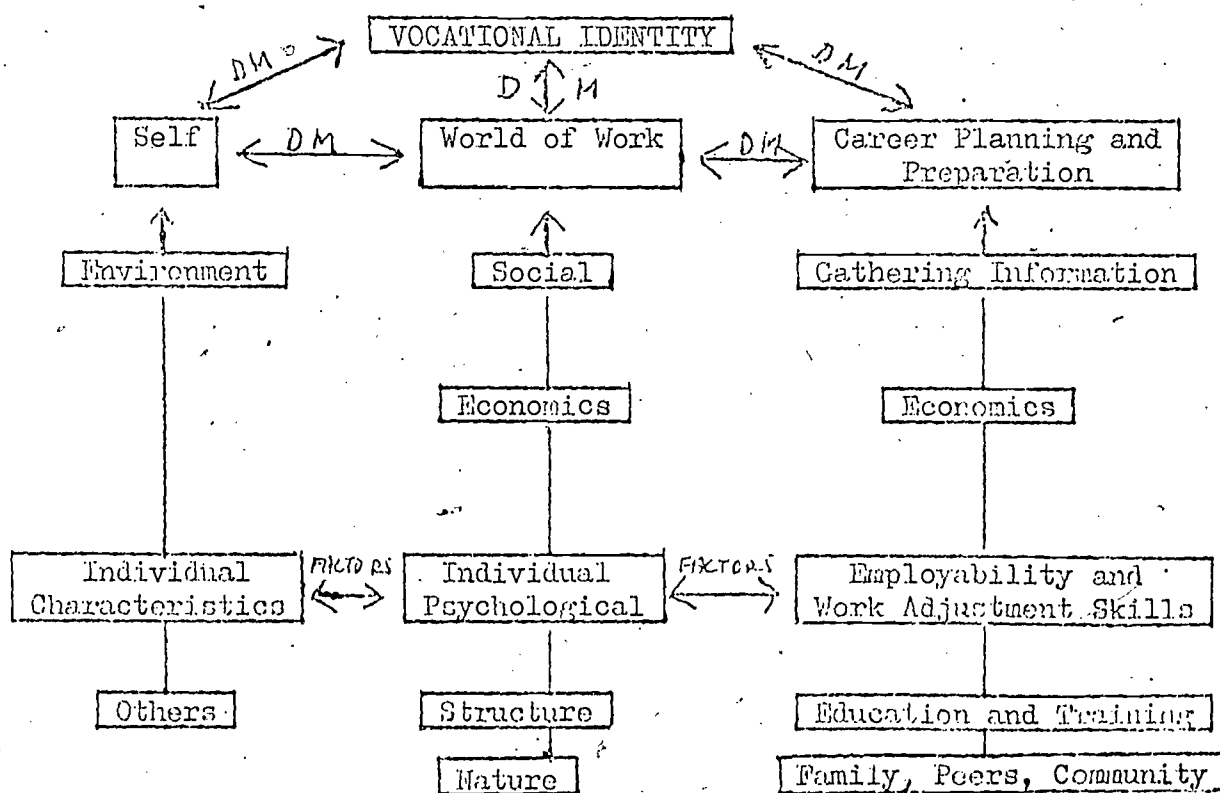 VOCATIONAL IDENTITY
DM
D M
DM
Self
DM
World of Work
DM
Career Planning and
Preparation
Environment
Social
Gathering Information
Economics
Economics
Individual
Characteristics
FACTORS
Individual
Psychological
FACTORS
Employability and
Work Adjustment Skills
Others
Structure
Education and Training
Nature
Family, Peers, Community